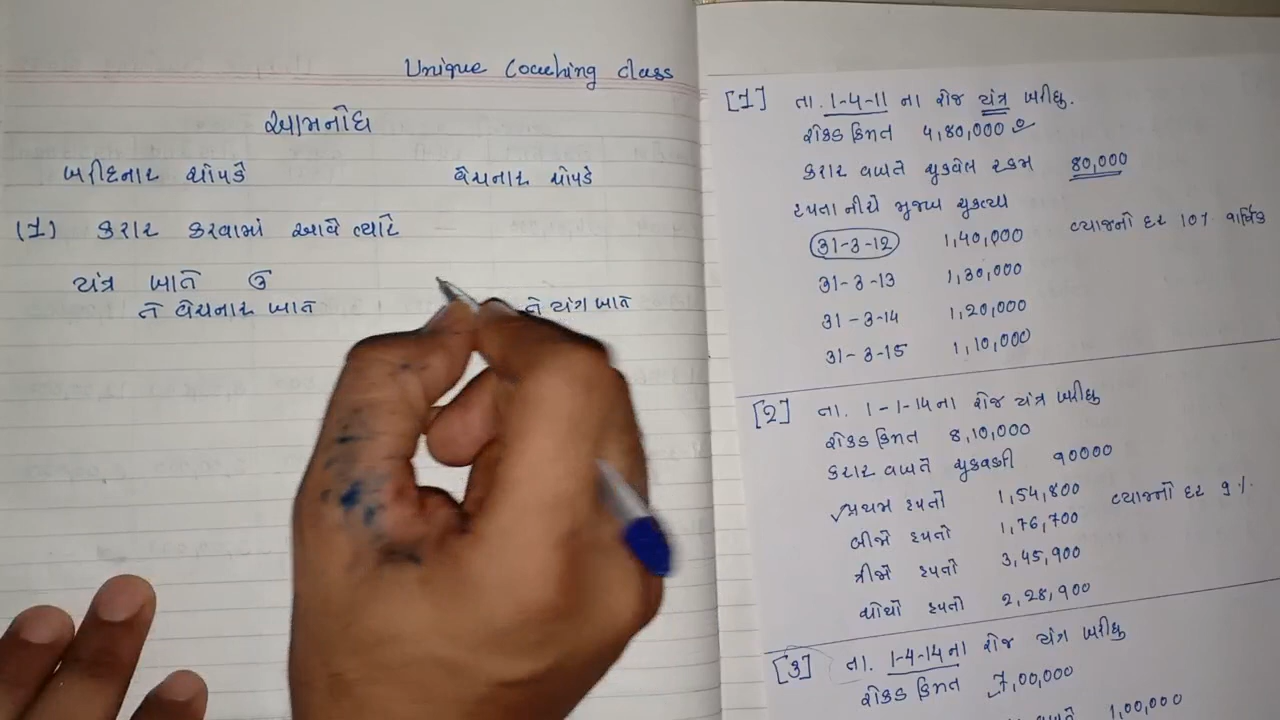 Unique Coaching class
આમનોંધ
ખરીદનાર ચોપડે વેચનાર ચોપડે
(1) કરાર કરવામાં આવે ત્યારે
યંત્ર ખાતે ઉ
તે વેચનાર ખાતે તે યંત્ર ખાતે
[1] તા. 1-4-11 ના રોજ યંત્ર ખરીદ્યુ.
રોકડ કિંમત 4,80,000
કરાર વખતે ચુકવેલ રકમ 80,000
હપ્તા નીચે મુજબ ચુકવ્યા
31-3-12 1,40,000 વ્યાજનો દર 10% વાર્ષિક
31-3-13 1,30,000
31-3-14 1,20,000
31-3-15 1,10,000
[2] તા. 1-1-14 ના રોજ યંત્ર ખરીદ્યુ
રોકડ કિંમત 8,10,000
કરાર વખતે ચુકવણી 90000
પ્રથમ હપ્તો 1,54,800 વ્યાજનો દર 9%
બીજો હપ્તો 1,76,700
ત્રીજો હપ્તો 3,45,900
ચોથો હપ્તો 2,28,900
[3] તા. 1-4-14 ના રોજ યંત્ર ખરીદ્યુ
રોકડ કિંમત 7,00,000
વખતે 1,00,000